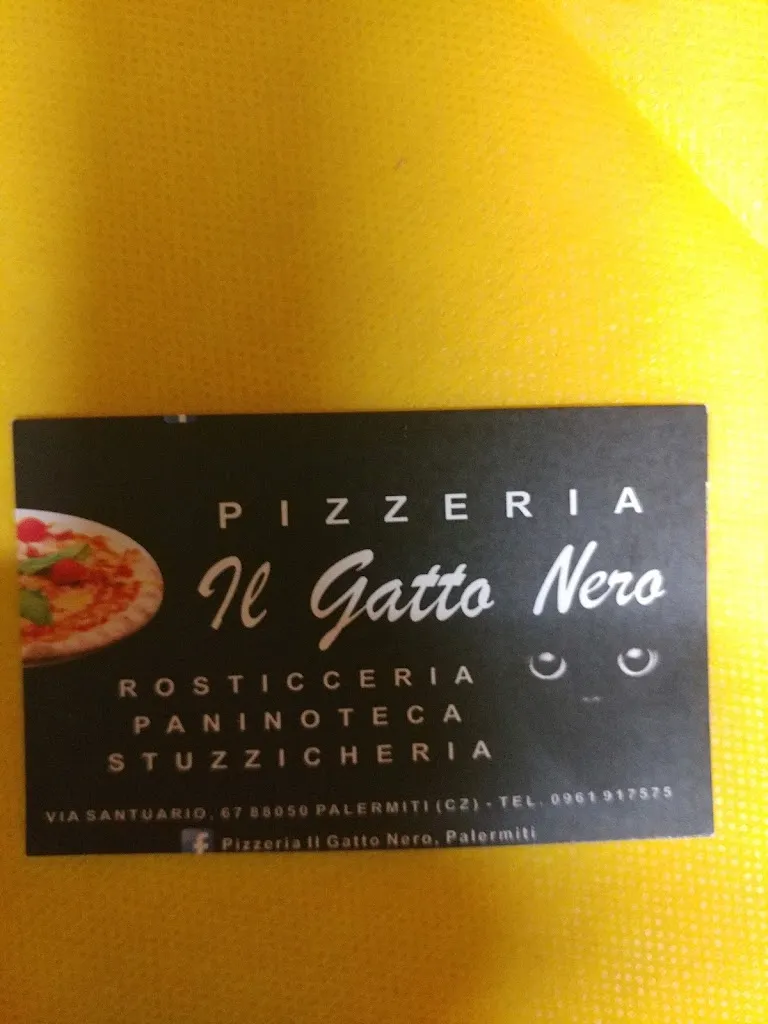 PIZZERIA
Il Gatto Nero
ROSTICCERIA
PANINOTECA
STUZZICHERIA
VIA SANTUARIO, 67 88050 PALERMITI (CZ) - TEL. 0961 917575
f Pizzeria Il Gatto Nero, Palermiti